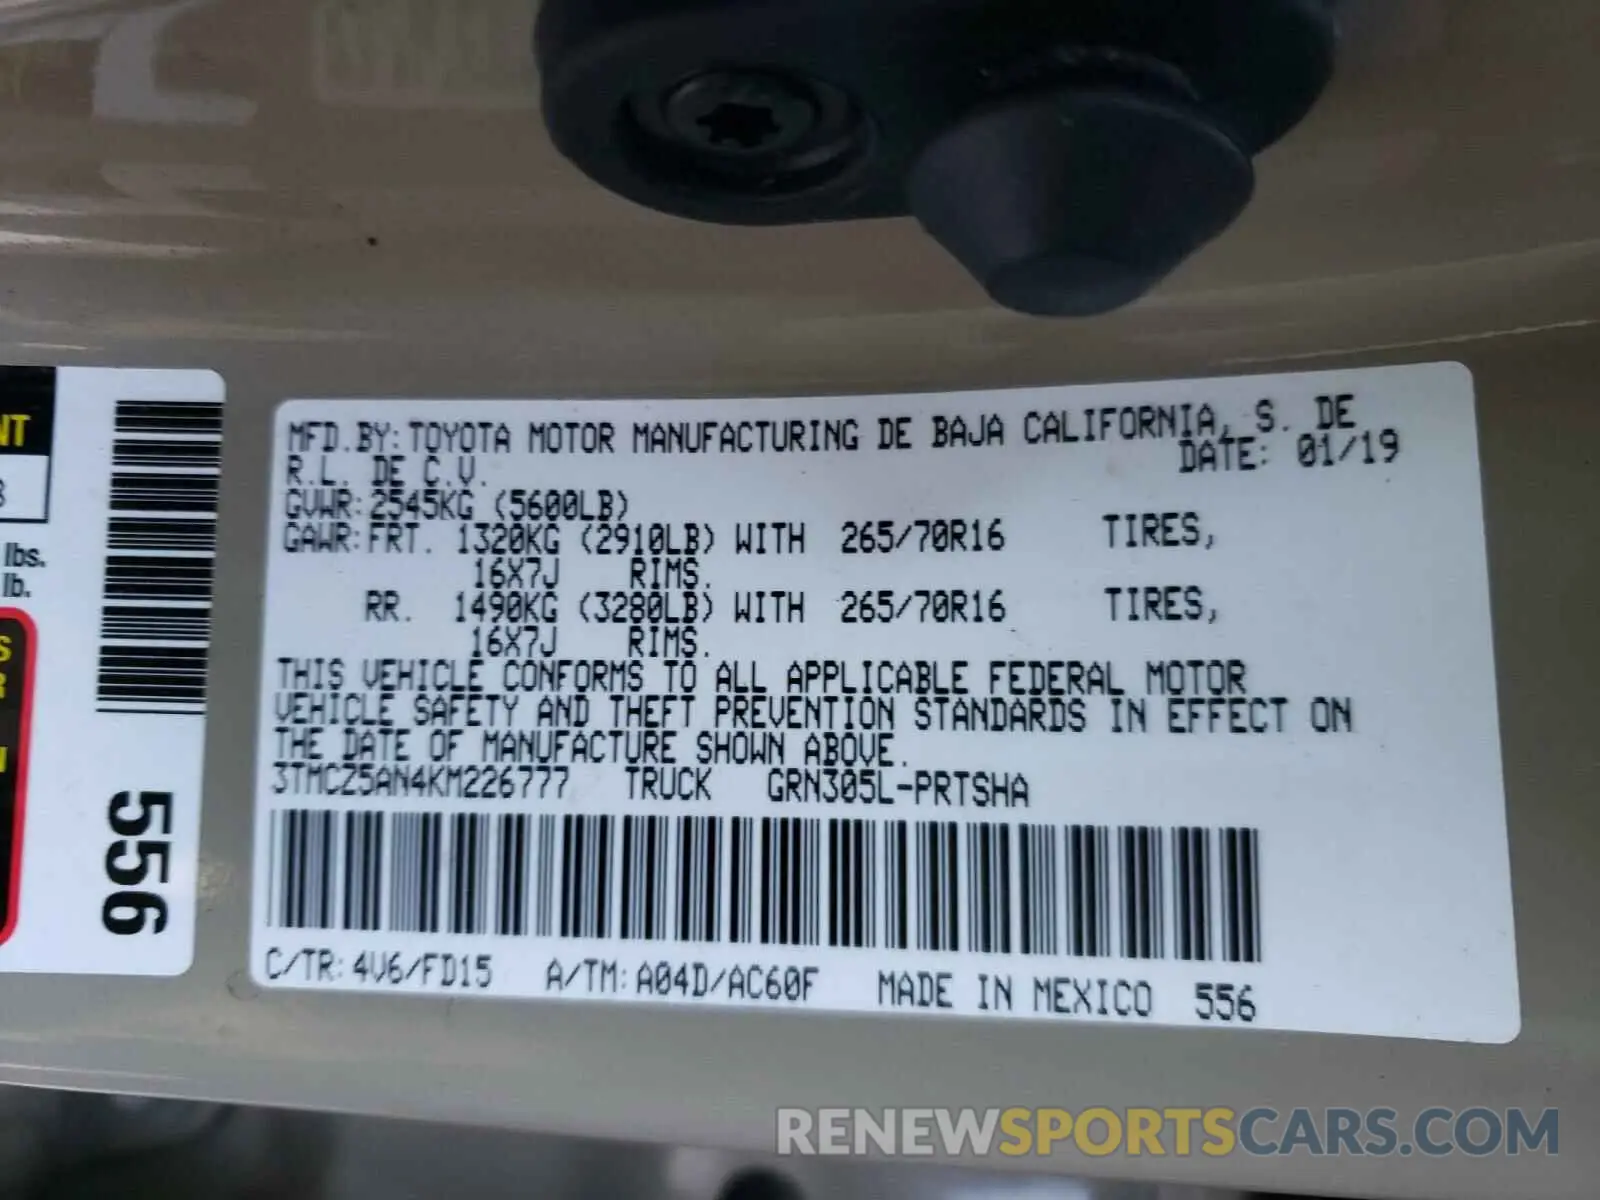 NT
lbs.
lb.
S
R
N
556
MFD.BY:TOYOTA MOTOR MANUFACTURING DE BAJA CALIFORNIA, S. DE
R.L. DE C.V. DATE: 01/19
GVWR:2545KG (5600LB)
GAWR:FRT. 1320KG (2910LB) WITH 265/70R16 TIRES,
16X7J RIMS.
RR. 1490KG (3280LB) WITH 265/70R16 TIRES,
16X7J RIMS.
THIS VEHICLE CONFORMS TO ALL APPLICABLE FEDERAL MOTOR
VEHICLE SAFETY AND THEFT PREVENTION STANDARDS IN EFFECT ON
THE DATE OF MANUFACTURE SHOWN ABOVE.
3TMCZ5AN4KM226777 TRUCK GRN305L-PRTSHA
C/TR:4V6/FD15 A/TM:A04D/AC60F MADE IN MEXICO 556
RENEWSPORTSCARS.COM